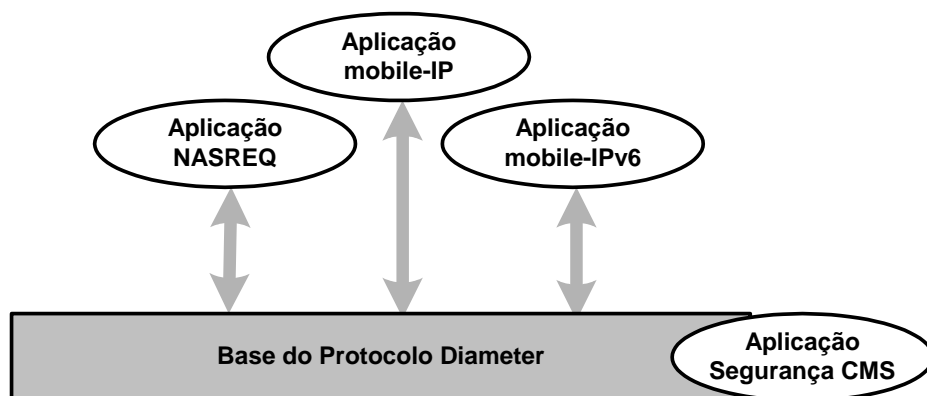 Aplicação
mobile-IP
Aplicação
NASREQ
Aplicação
mobile-IPv6
Base do Protocolo Diameter
Aplicação
Segurança CMS